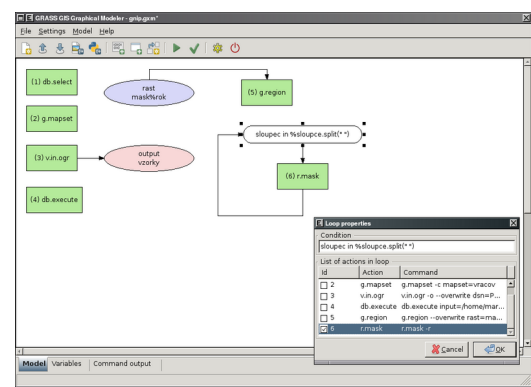 GRASS GIS Graphical Modeler - gnlp.gxm*
File Settings Model Help
(1) db.select
rast
mask%rok
(5) g.region
(2) g.mapset
sloupec in %sloupce.split(" ")
(3) v.in.ogr
output
vzorky
(6) r.mask
(4) db.execute
Loop properties
Condition
sloupec in %sloupce.split(" ")
List of actions in loop
Id Action Command
2 g.mapset g.mapset -c mapset=vracov
3 v.in.ogr v.in.ogr -o --overwrite dsn=P...
4 db.execute db.execute input=/home/mar...
5 g.region g.region --overwrite rast=ma...
6 r.mask r.mask -r
Cancel OK
Model Variables Command output